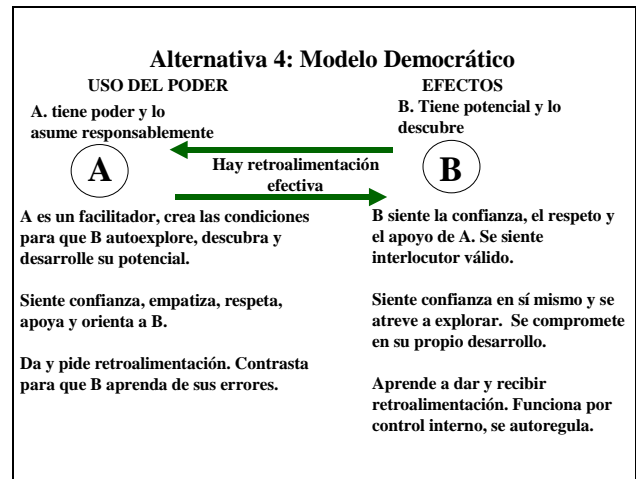 Alternativa 4: Modelo Democrático
USO DEL PODER
A. tiene poder y lo
asume responsablemente
A
A es un facilitador, crea las condiciones
para que B autoexplore, descubra y
desarrolle su potencial.
Siente confianza, empatiza, respeta,
apoya y orienta a B.
Da y pide retroalimentación. Contrasta
para que B aprenda de sus errores.
Hay retroalimentación
efectiva
EFECTOS
B. Tiene potencial y lo
descubre
B
B siente la confianza, el respeto y
el apoyo de A. Se siente
interlocutor válido.
Siente confianza en sí mismo y se
atreve a explorar.  Se compromete
en su propio desarrollo.
Aprende a dar y recibir
retroalimentación. Funciona por
control interno, se autoregula.